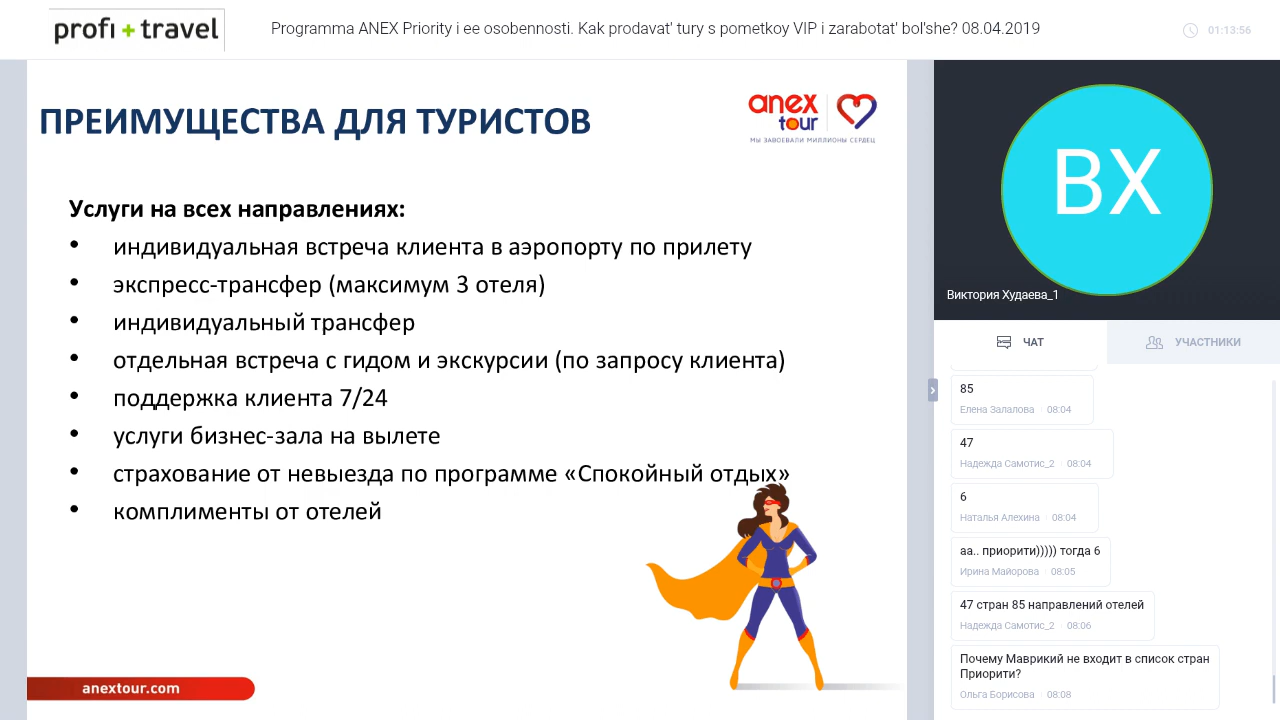 profi + travel
Programma ANEX Priority i ee osobennosti. Kak prodavat' tury s pometkoy VIP i zarabotat' bol'she? 08.04.2019
01:13:56
ПРЕИМУЩЕСТВА ДЛЯ ТУРИСТОВ
anex
tour
МЫ ЗАВОЕВАЛИ МИЛЛИОНЫ СЕРДЕЦ
Услуги на всех направлениях:
• индивидуальная встреча клиента в аэропорту по прилету
• экспресс-трансфер (максимум 3 отеля)
• индивидуальный трансфер
• отдельная встреча с гидом и экскурсии (по запросу клиента)
• поддержка клиента 7/24
• услуги бизнес-зала на вылете
• страхование от невыезда по программе «Спокойный отдых»
• комплименты от отелей
anextour.com
ВХ
Виктория Худаева_1
ЧАТ
УЧАСТНИКИ
85
Елена Залалова 08:04
47
Надежда Самотис_2 08:04
6
Наталья Алехина 08:04
аа.. приорити))))) тогда 6
Ирина Майорова 08:05
47 стран 85 направлений отелей
Надежда Самотис_2 08:06
Почему Маврикий не входит в список стран
Приорити?
Ольга Борисова 08:08